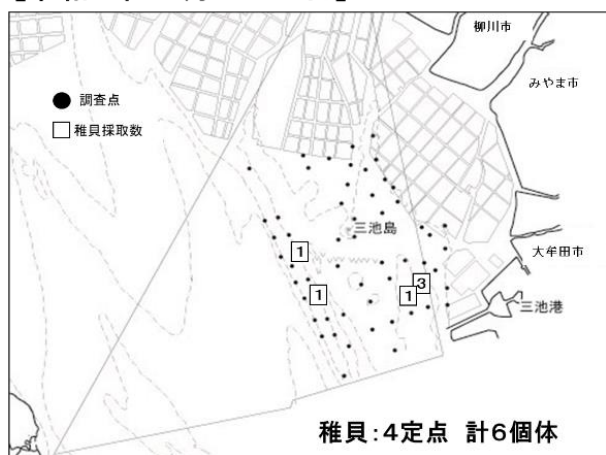 柳川市
みやま市
● 調査点
□ 稚貝採取数
三池島
大牟田市
1
3
1
1
三池港
稚貝:4定点 計6個体